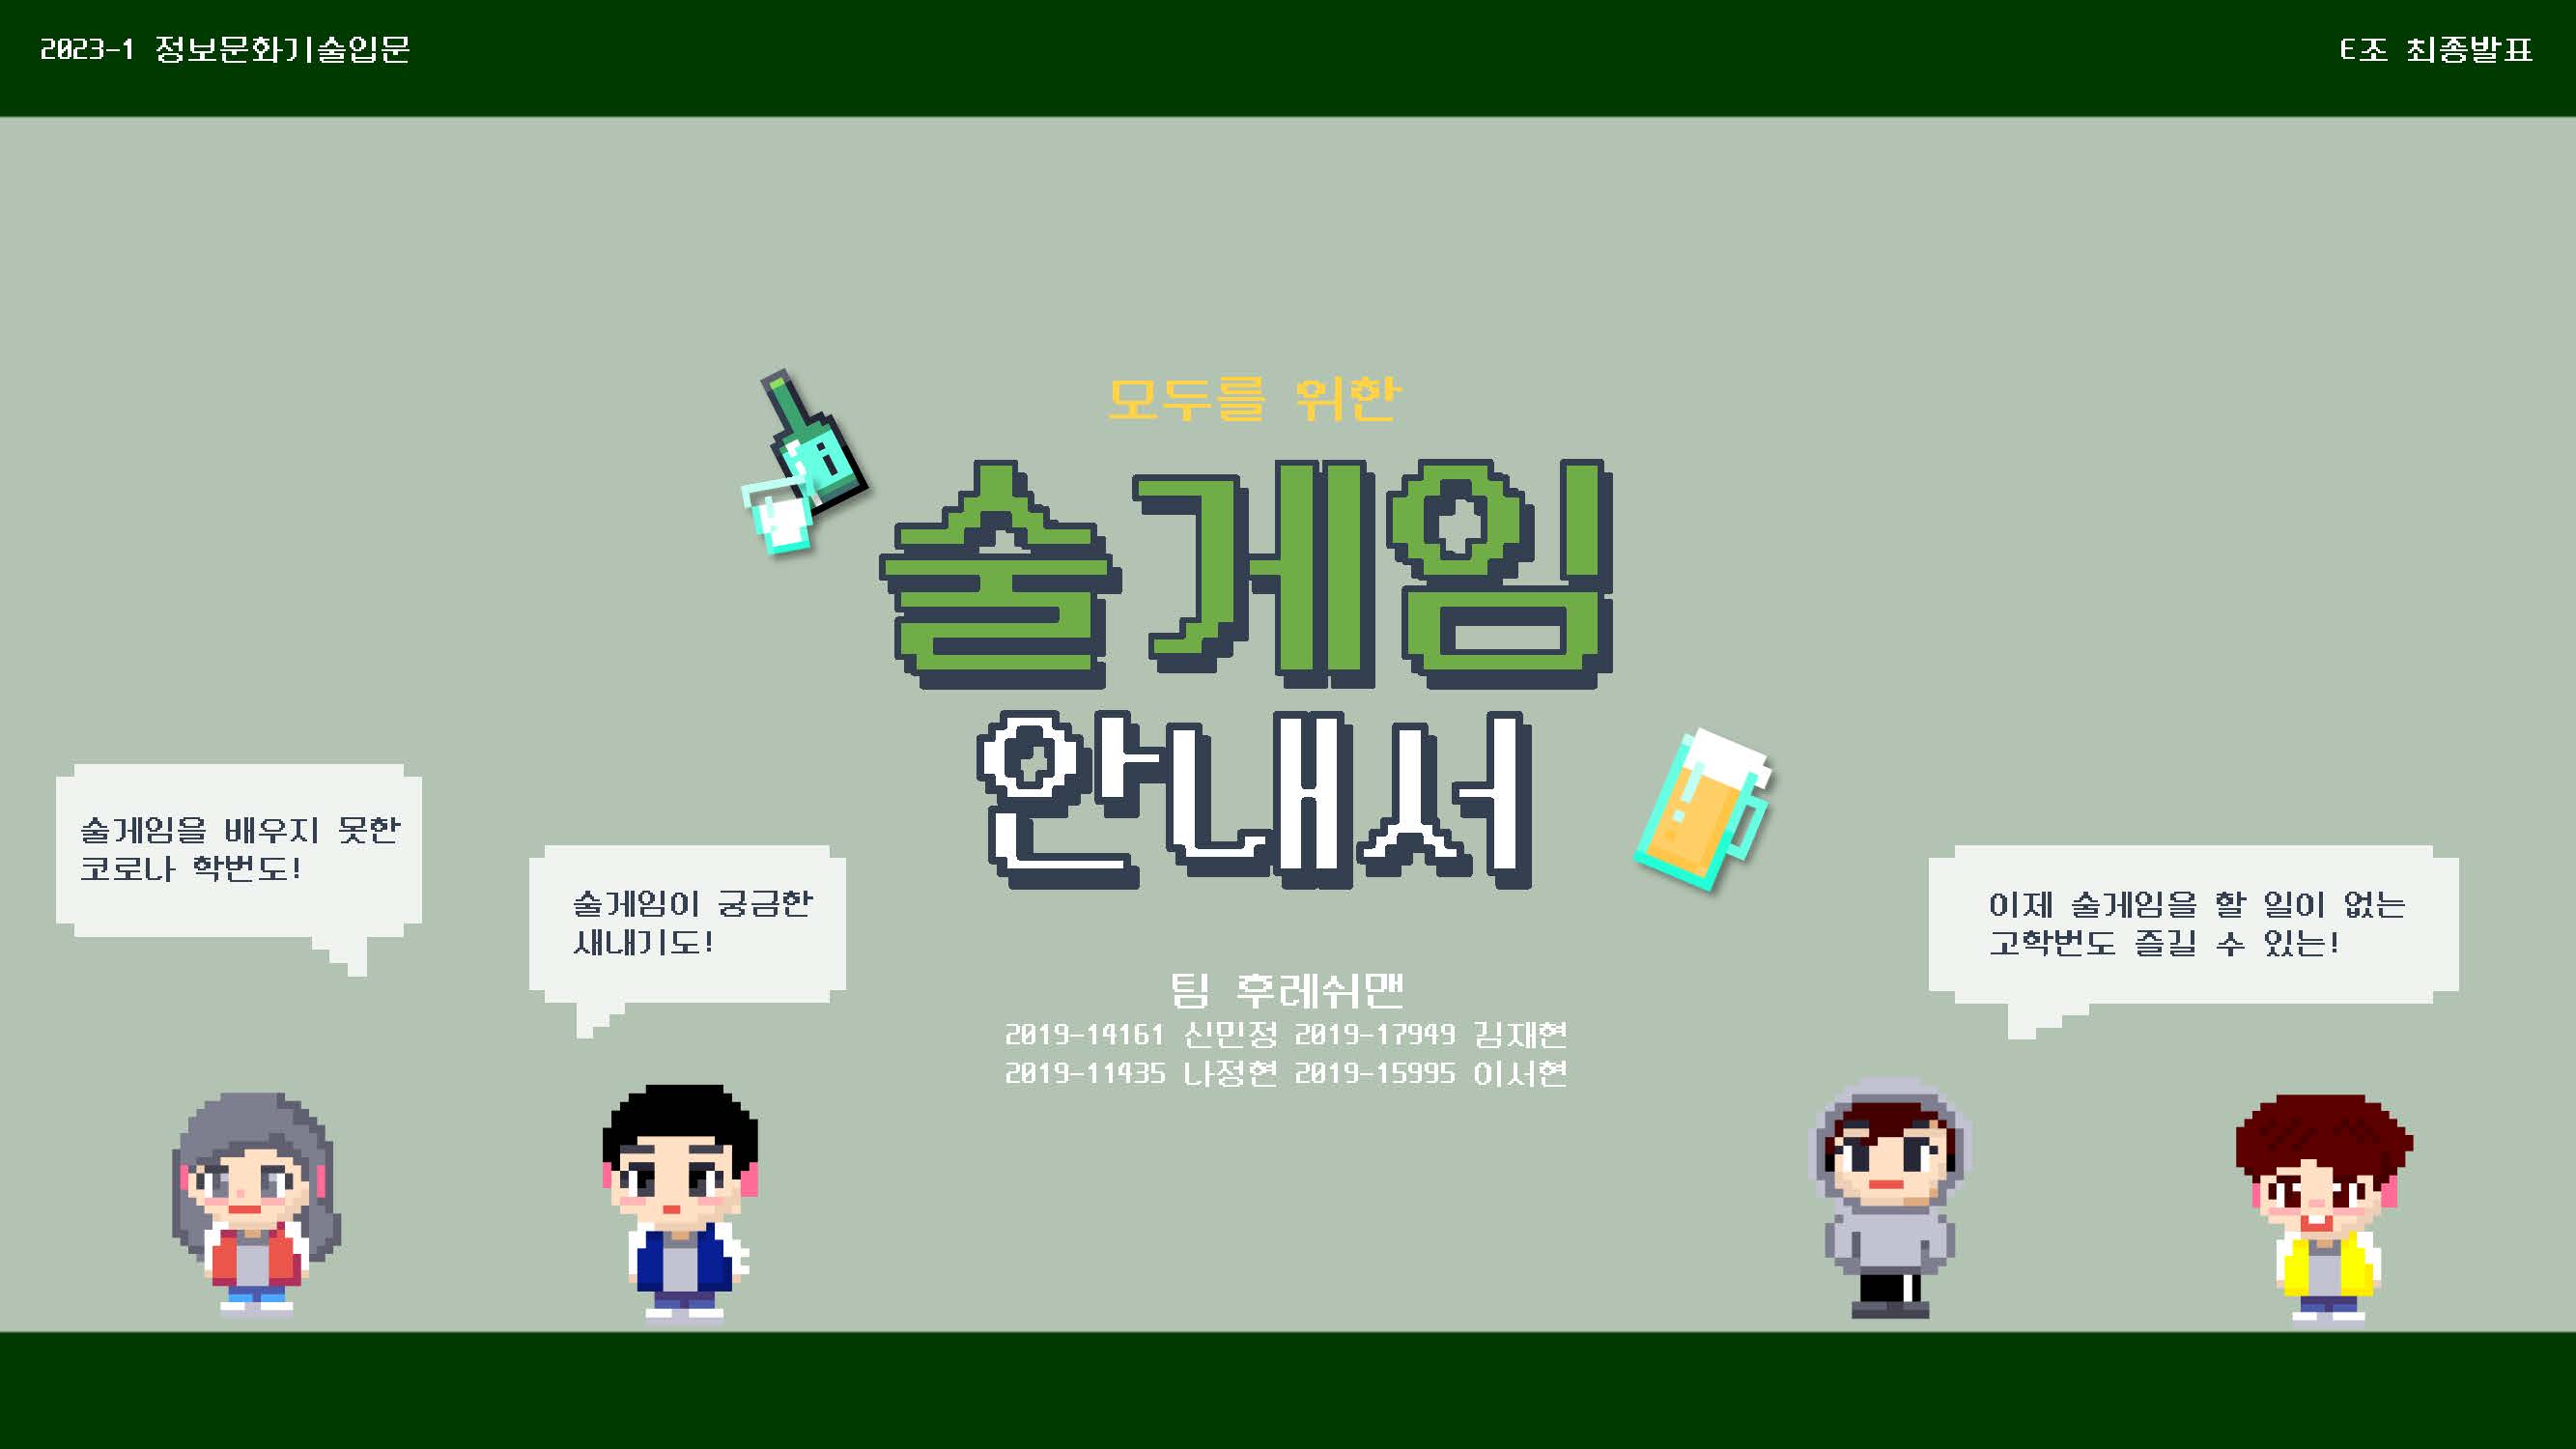 2023-1 정보문화기술입문
E조 최종발표
모두를 위한
술게임
안내서
술게임을 배우지 못한
코로나 학번도!
술게임이 궁금한
새내기도!
이제 술게임을 할 일이 없는
고학번도 즐길 수 있는!
팀 후레쉬맨
2019-14161 신민정 2019-17949 김재현
2019-11435 나정현 2019-15995 이서현